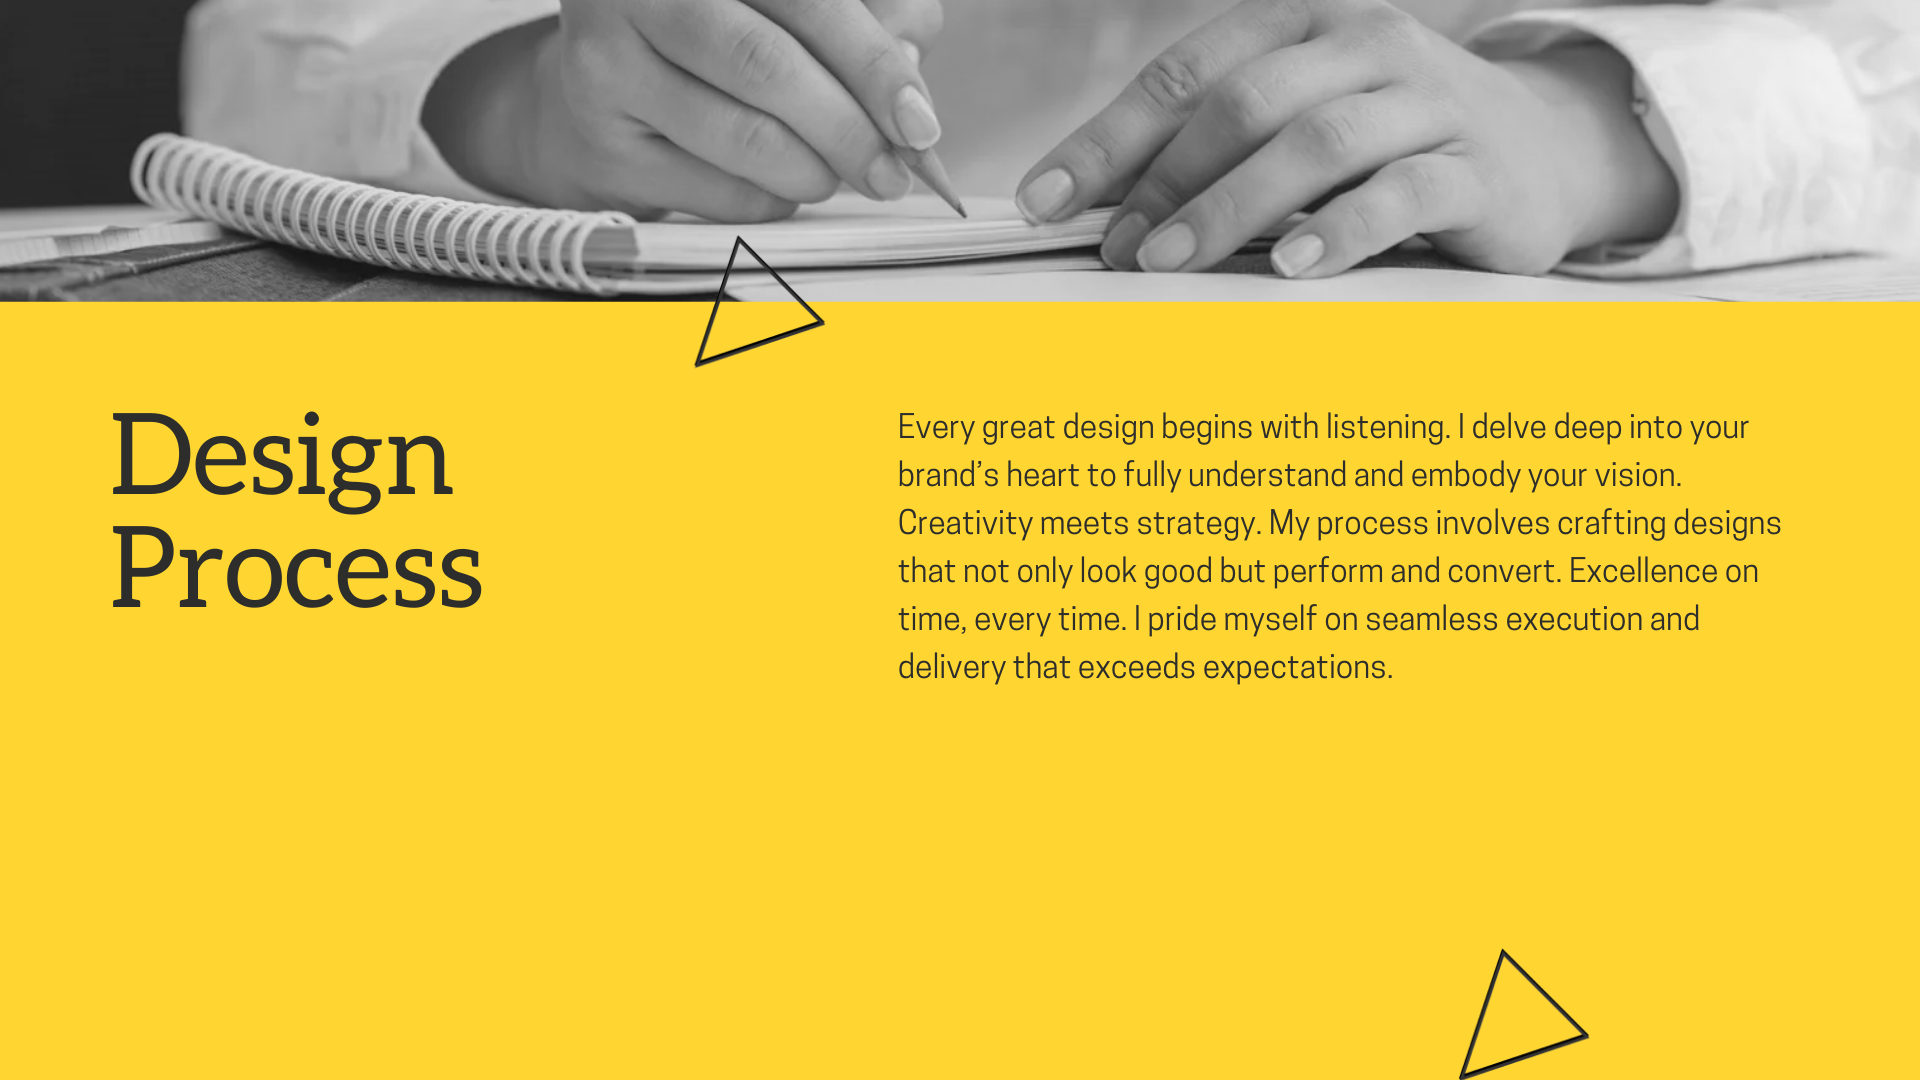 Design
Process
Every great design begins with listening. I delve deep into your
brand’s heart to fully understand and embody your vision.
Creativity meets strategy. My process involves crafting designs
that not only look good but perform and convert. Excellence on
time, every time. I pride myself on seamless execution and
delivery that exceeds expectations.